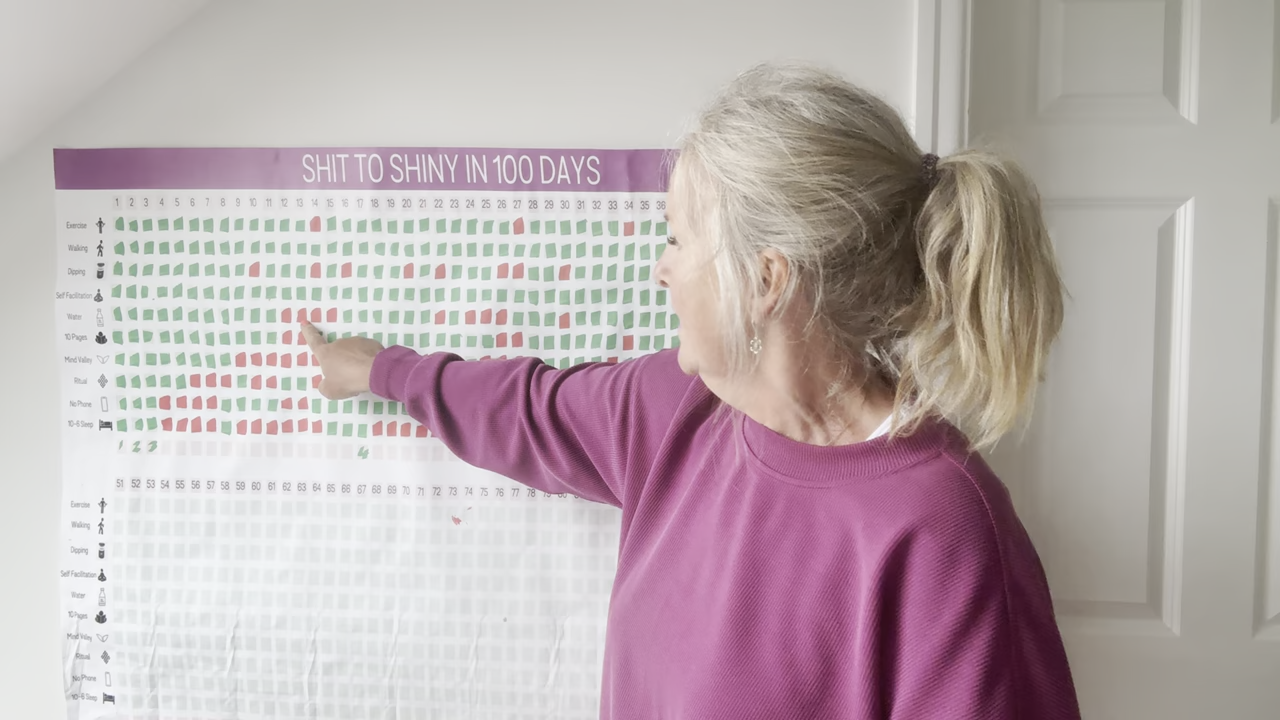 SHIT TO SHINY IN 100 DAYS
1 2 3 4 5 6 7 8 9 10 11 12 13 14 15 16 17 18 19 20 21 22 23 24 25 26 27 28 29 30 31 32 33 34 35 36
Exercise
Walking
Dipping
Self Facilitation
Water
10 Pages
Mind Valley
Ritual
No Phone
10-6 Sleep
1 2 3 4
51 52 53 54 55 56 57 58 59 60 61 62 63 64 65 66 67 68 69 70 71 72 73 74 75 76 77 78
Exercise
Walking
Dipping
Self Facilitation
Water
10 Pages
Mind Valley
Ritual
No Phone
10-6 Sleep